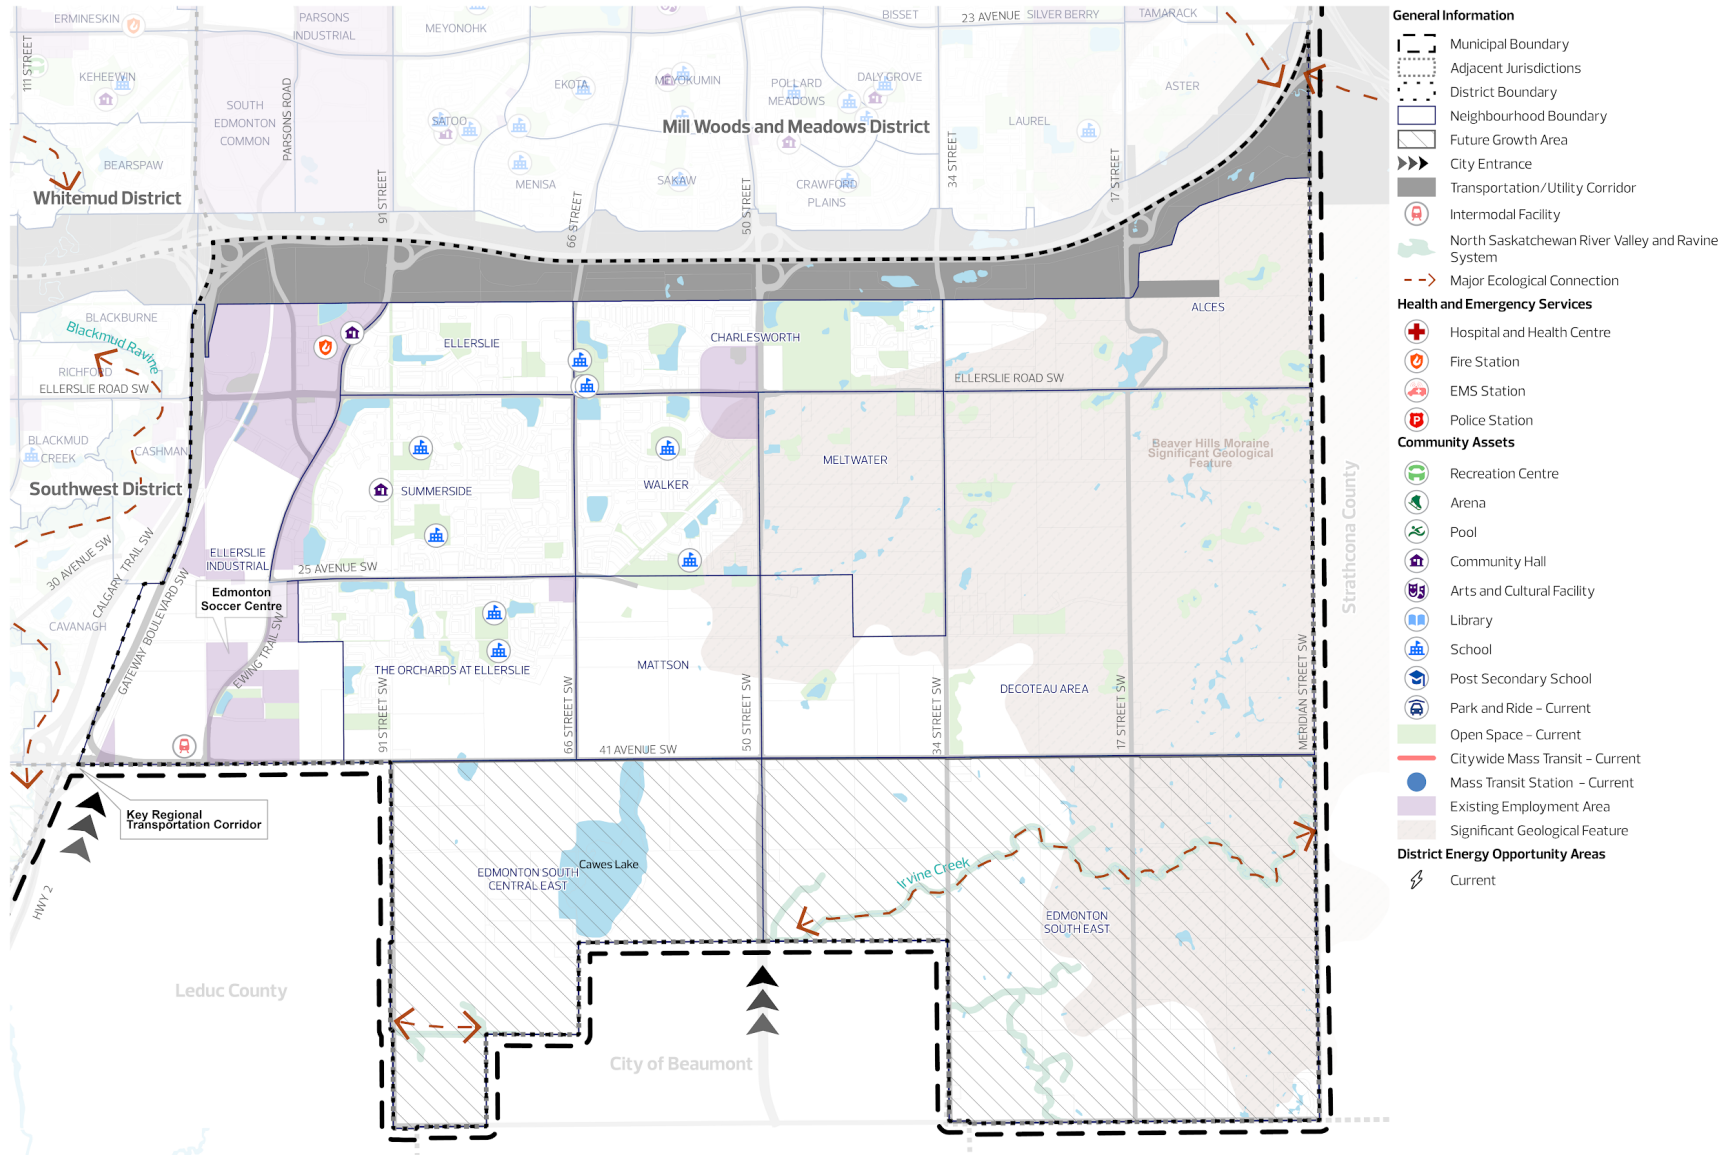 ERMINESKIN
111 STREET
KEHEEWIN
BEARSPAW
Whitemud District
PARSONS
INDUSTRIAL
SOUTH
EDMONTON
COMMON
PARSONS ROAD
MEYONOHK
BISSET
23 AVENUE
SILVER BERRY
TAMARACK
EKOTA
MEYOKUMIN
POLLARD
MEADOWS
DALY GROVE
ASTER
SATOO
Mill Woods and Meadows District
LAUREL
MENISA
SAKAW
CRAWFORD
PLAINS
91 STREET
66 STREET
50 STREET
34 STREET
17 STREET
BLACKBURNE
Blackmud Ravine
RICHFORD
ELLERSLIE ROAD SW
BLACKMUD
CREEK
CASHMAN
Southwest District
30 AVENUE SW
CALGARY TRAIL SW
GATEWAY BOULEVARD SW
CAVANAGH
ELLERSLIE
CHARLESWORTH
ALCES
ELLERSLIE ROAD SW
Beaver Hills Moraine
Significant Geological
Feature
MELTWATER
SUMMERSIDE
WALKER
Strathcona County
ELLERSLIE
INDUSTRIAL
25 AVENUE SW
Edmonton
Soccer Centre
EWING TRAIL SW
THE ORCHARDS AT ELLERSLIE
MATTSON
DECOTEAU AREA
91 STREET SW
66 STREET SW
50 STREET SW
34 STREET SW
17 STREET SW
MERIDIAN STREET SW
41 AVENUE SW
Key Regional
Transportation Corridor
HWY 2
Cawes Lake
EDMONTON SOUTH
CENTRAL EAST
Irvine Creek
EDMONTON
SOUTH EAST
Leduc County
City of Beaumont
General Information
Municipal Boundary
Adjacent Jurisdictions
District Boundary
Neighbourhood Boundary
Future Growth Area
City Entrance
Transportation/Utility Corridor
Intermodal Facility
North Saskatchewan River Valley and Ravine
System
Major Ecological Connection
Health and Emergency Services
Hospital and Health Centre
Fire Station
EMS Station
Police Station
Community Assets
Recreation Centre
Arena
Pool
Community Hall
Arts and Cultural Facility
Library
School
Post Secondary School
Park and Ride - Current
Open Space - Current
Citywide Mass Transit - Current
Mass Transit Station - Current
Existing Employment Area
Significant Geological Feature
District Energy Opportunity Areas
Current